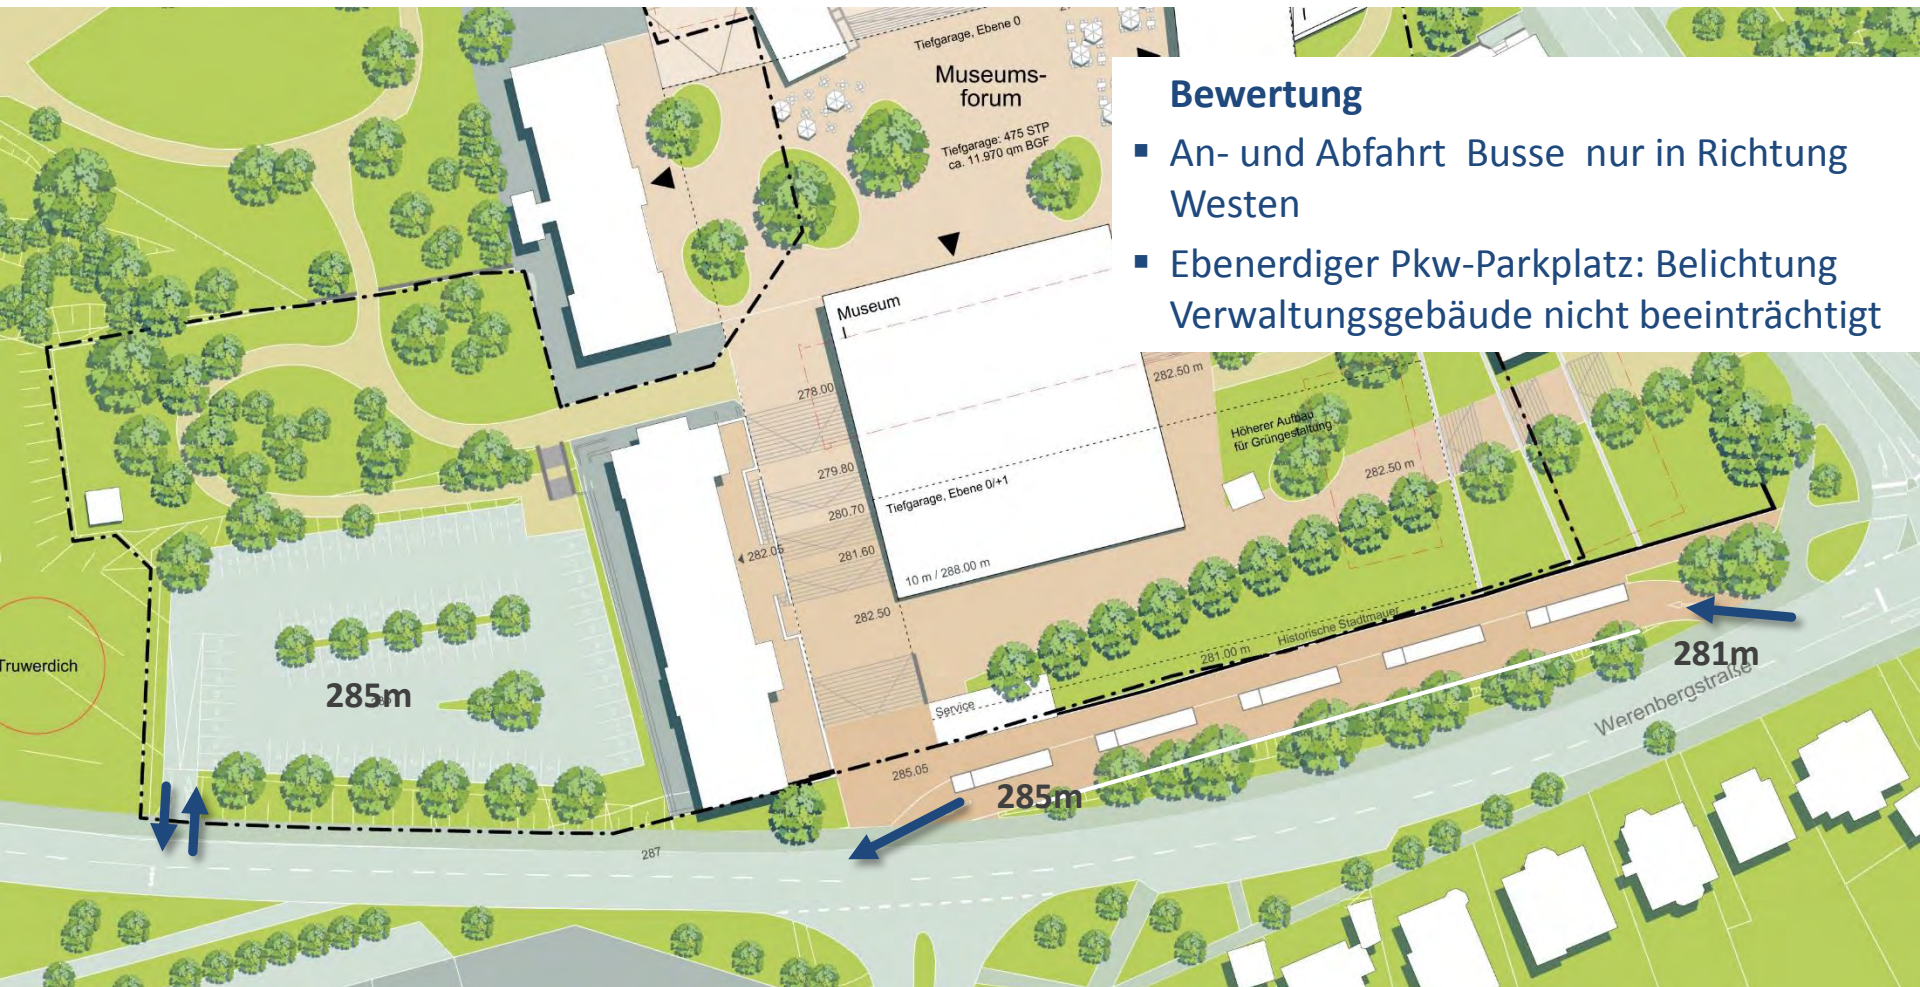 Tiefgarage, Ebene 0
Museums-
forum
Tiefgarage: 475 STP
ca. 11.970 qm BGF
Bewertung
▪ An- und Abfahrt Busse nur in Richtung
Westen
▪ Ebenerdiger Pkw-Parkplatz: Belichtung
Verwaltungsgebäude nicht beeinträchtigt
Museum
I
278.00
282.50 m
Höherer Aufbau
für Grüngestaltung
279.80
282.50 m
Tiefgarage, Ebene 0/+1
280.70
282.05
281.60
10 m / 288.00 m
282.50
Historische Stadtmauer
281.00 m
281m
Truwerdich
285m
Service
Werenbergstraße
285.05
285m
287